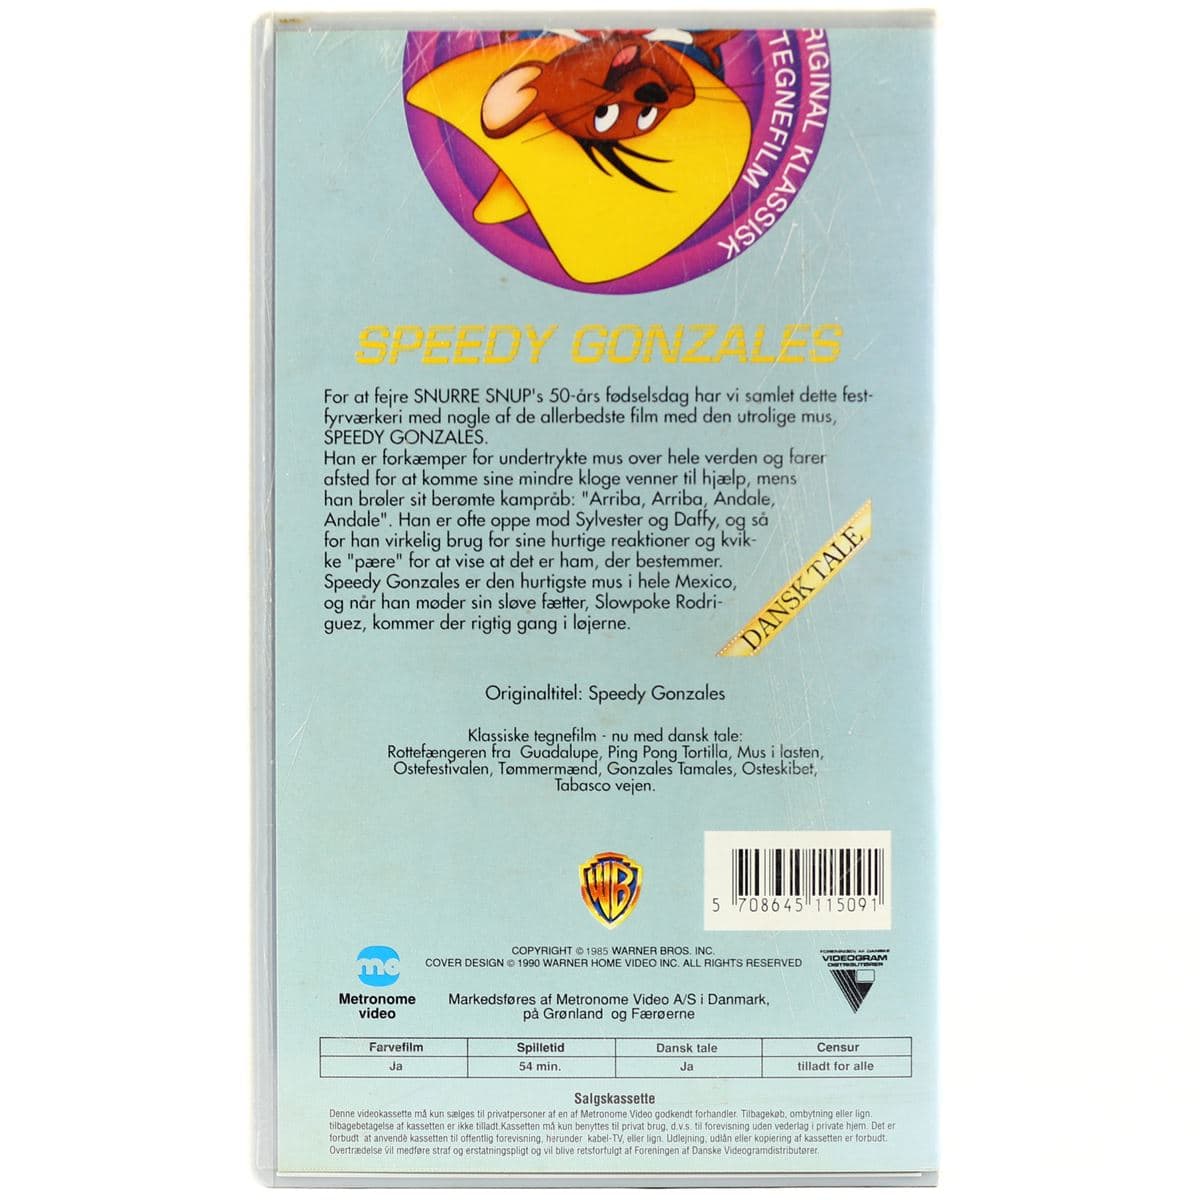 ORIGINAL KLASSISK
TEGNEFILM
SPEEDY GONZALES
For at fejre SNURRE SNUP's 50-års fødselsdag har vi samlet dette fest-
fyrværkeri med nogle af de allerbedste film med den utrolige mus,
SPEEDY GONZALES.
Han er forkæmper for undertrykte mus over hele verden og farer
afsted for at komme sine mindre kloge venner til hjælp, mens
han brøler sit berømte kampråb: "Arriba, Arriba, Andale,
Andale". Han er ofte oppe mod Sylvester og Daffy, og så
for han virkelig brug for sine hurtige reaktioner og kvik-
ke "pære" for at vise at det er ham, der bestemmer.
Speedy Gonzales er den hurtigste mus i hele Mexico,
og når han møder sin sløve fætter, Slowpoke Rodri-
guez, kommer der rigtig gang i løjerne.
DANSK TALE
Originaltitel: Speedy Gonzales
Klassiske tegnefilm - nu med dansk tale:
Rottefængeren fra Guadalupe, Ping Pong Tortilla, Mus i lasten,
Ostefestivalen, Tømmermænd, Gonzales Tamales, Osteskibet,
Tabasco vejen.
WB
5 708645 115091
COPYRIGHT © 1985 WARNER BROS. INC.
COVER DESIGN © 1990 WARNER HOME VIDEO INC. ALL RIGHTS RESERVED
me
Metronome
video
Markedsføres af Metronome Video A/S i Danmark,
på Grønland og Færøerne
FORENINGEN AF DANSKE
VIDEOGRAM
DISTRIBUTØRER
Farvefilm Spilletid Dansk tale Censur
Ja 54 min. Ja tilladt for alle
Salgskassette
Denne videokassette må kun sælges til privatpersoner af en af Metronome Video godkendt forhandler. Tilbagekøb, ombytning eller lign.
tilbagebetagelse af kassetten er ikke tilladt.Kassetten må kun benyttes til privat brug, d.v.s. til forevisning uden vederlag i private hjem. Det er
forbudt at anvende kassetten til offentlig forevisning, herunder kabel-TV, eller lign. Udlejning, udlån eller kopiering af kassetten er forbudt.
Overtrædelse vil medføre straf og erstatningspligt og vil blive retsforfulgt af Foreningen af Danske Videogramdistributører.